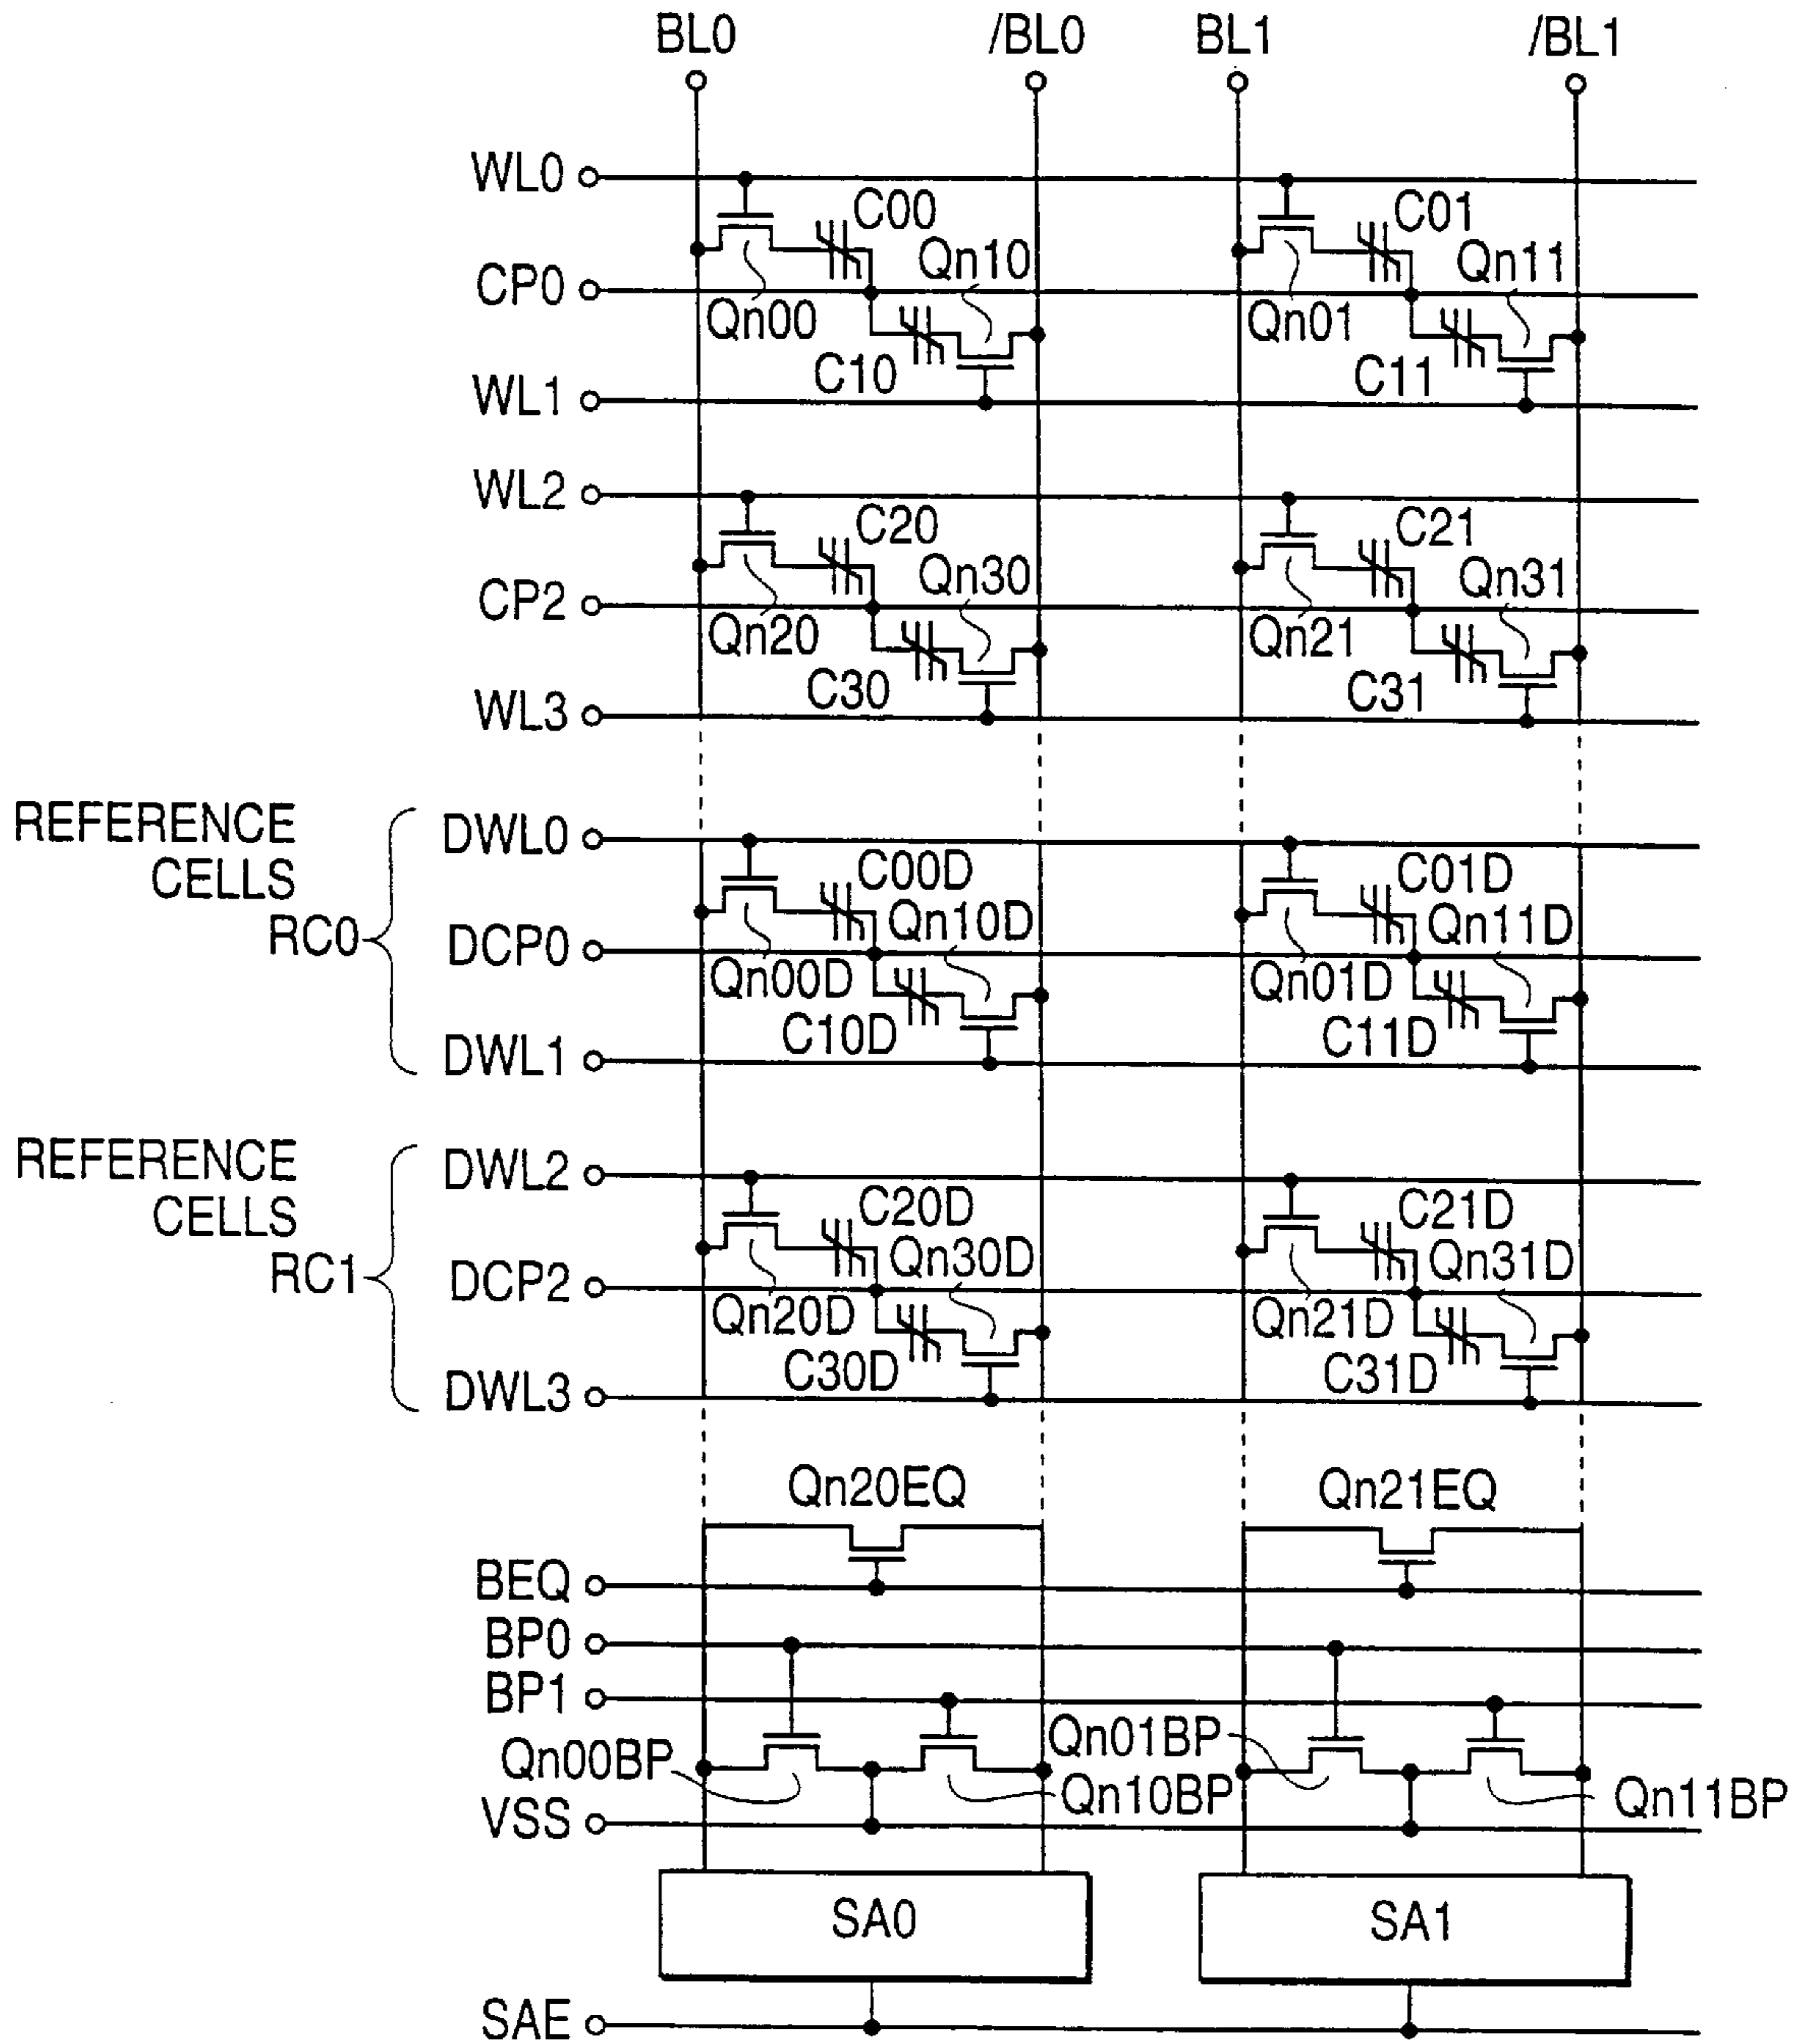 BL0 /BL0 BL1 /BL1
WL0
C00 C01
Qn10 Qn11
CP0
Qn00 Qn01
C10 C11
WL1
WL2
C20 C21
Qn30 Qn31
CP2
Qn20 Qn21
C30 C31
WL3
REFERENCE
CELLS
RC0
DWL0
C00D C01D
Qn10D Qn11D
DCP0
Qn00D Qn01D
C10D C11D
DWL1
REFERENCE
CELLS
RC1
DWL2
C20D C21D
Qn30D Qn31D
DCP2
Qn20D Qn21D
C30D C31D
DWL3
Qn20EQ Qn21EQ
BEQ
BP0
BP1
Qn00BP Qn01BP
Qn10BP Qn11BP
VSS
SA0 SA1
SAE